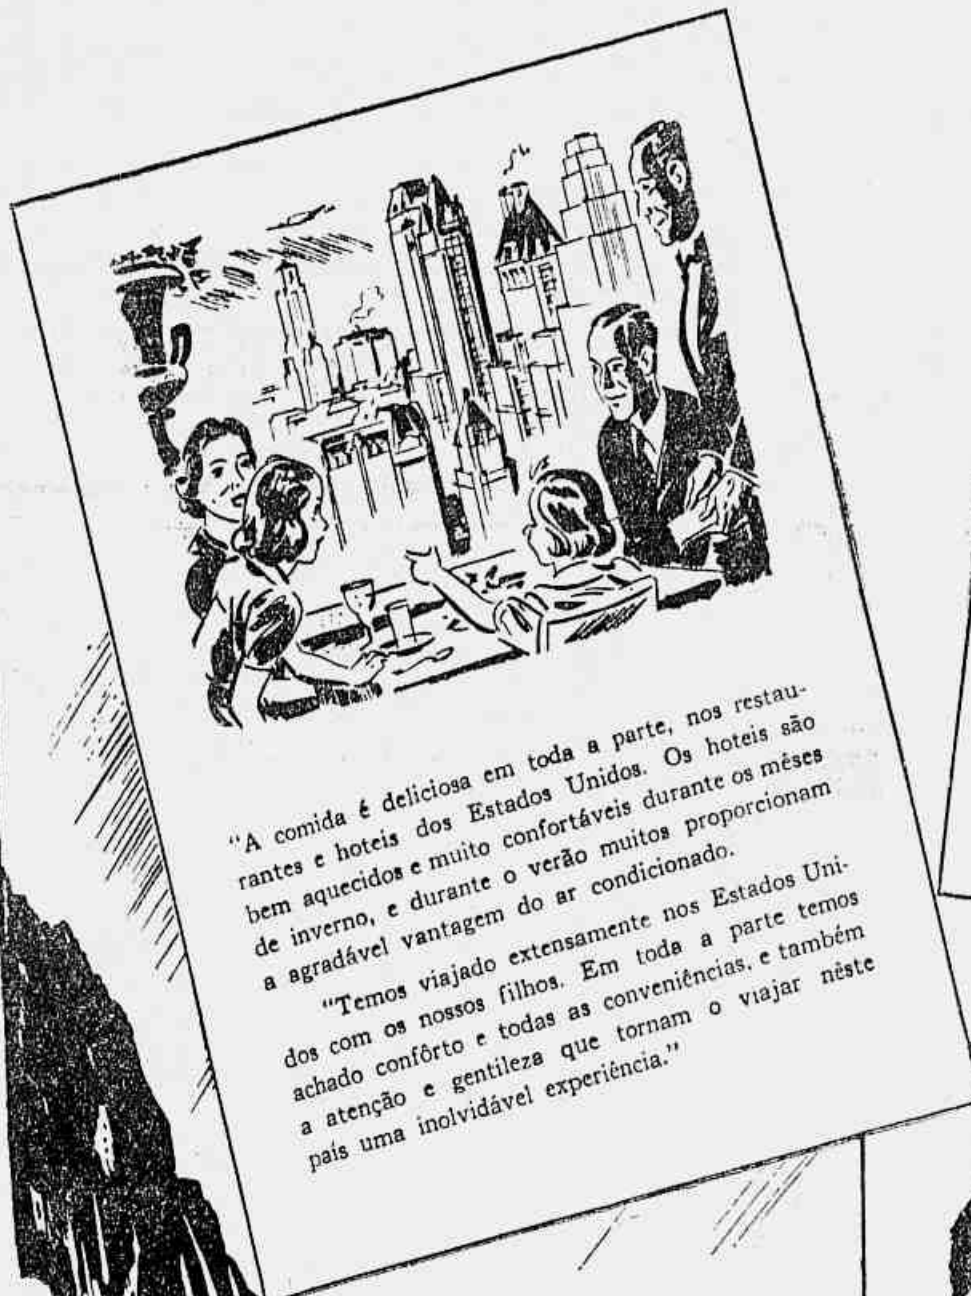 “A comida é deliciosa em toda a parte, nos restau-
rantes e hoteis dos Estados Unidos. Os hoteis são
bem aquecidos e muito confortáveis durante os mêses
de inverno, e durante o verão muitos proporcionam
a agradável vantagem do ar condicionado.
“Temos viajado extensamente nos Estados Uni-
dos com os nossos filhos. Em toda a parte temos
achado confôrto e todas as conveniências, e também
a atenção e gentileza que tornam o viajar nêste
país uma inolvidável experiência.”